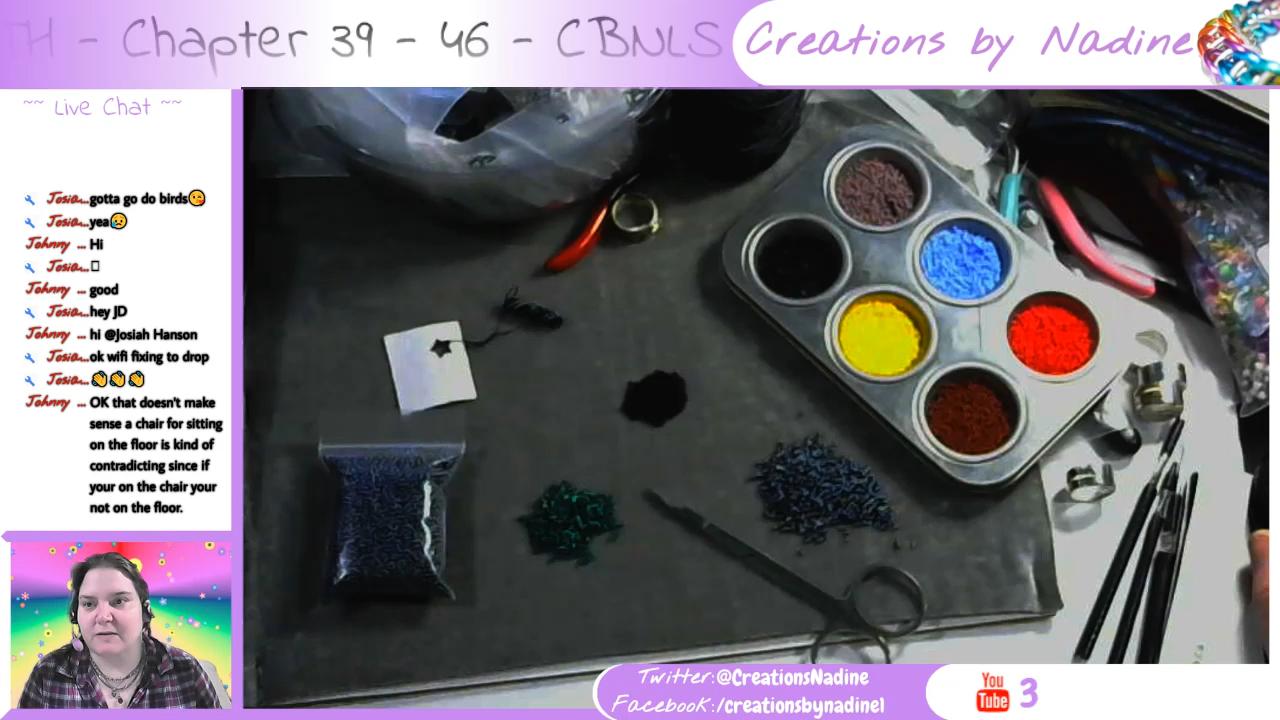 TH - Chapter 39 - 46 - CBNLS
Creations by Nadine
~~ Live Chat ~~
Josia... gotta go do birds😘
Josia... yea😥
Johnny ... Hi
Josia...
Johnny ... good
Josia... hey JD
Johnny ... hi @Josiah Hanson
Josia... ok wifi fixing to drop
Josia... 👏👏👏
Johnny ... OK that doesn't make
sense a chair for sitting
on the floor is kind of
contradicting since if
your on the chair your
not on the floor.
Twitter:@CreationsNadine
Facebook:/creationsbynadine1
You
Tube 3